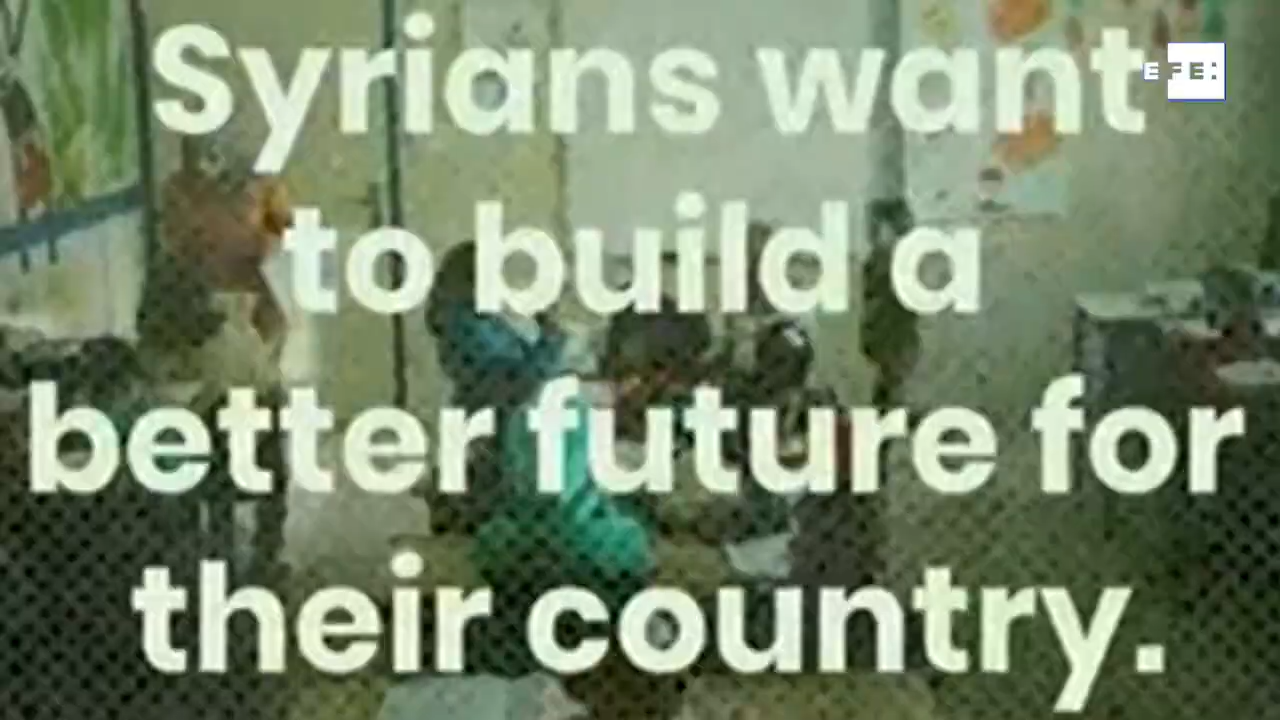 Syrians want
EFE:
to build a
better future for
their country.